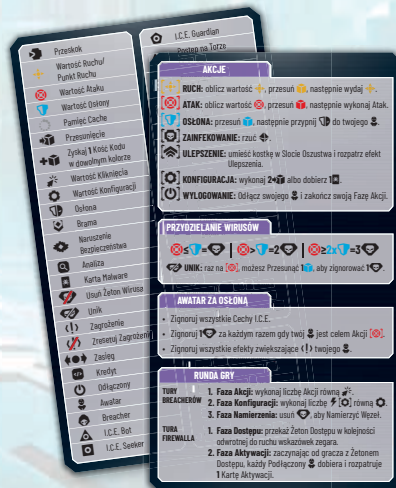 Przeskok
Wartość Ruchu/
Punkt Ruchu
Wartość Ataku
Wartość Osłony
Pamięć Cache
Przesunięcie
Zyskaj 1 Kość Kodu
w dowolnym kolorze
Wartość Kliknięcia
Wartość Konfiguracji
Osłona
Brama
Naruszenie
Bezpieczeństwa
Analiza
Karta Malware
Usuń Żeton Wirusa
Unik
Zagrożenie
Zresetuj Zagrożenie
Zasięg
Kredyt
Odłączony
Awatar
Breacher
I.C.E. Bot
I.C.E. Seeker
I.C.E. Guardian
Postęp na Torze
AKCJE
RUCH: oblicz wartość , przesuń , następnie wydaj .
ATAK: oblicz wartość , przesuń , następnie wykonaj Atak.
OSŁONA: przesuń , następnie przypnij do twojego .
ZAINFEKOWANIE: rzuć .
ULEPSZENIE: umieść kostkę w Slocie Oszustwa i rozpatrz efekt
Ulepszenia.
KONFIGURACJA: wykonaj 2 albo dobierz 1 .
WYLOGOWANIE: Odłącz swojego i zakończ swoją Fazę Akcji.
PRZYDZIELANIE WIRUSÓW
≤ = | > =2 | ≥2x =3
UNIK: raz na [ ], możesz Przesunąć 1 , aby zignorować 1 .
AWATAR ZA OSŁONĄ
• Zignoruj wszystkie Cechy I.C.E.
• Zignoruj 1 za każdym razem gdy twój jest celem Akcji [ ].
• Zignoruj wszystkie efekty zwiększające (!) twojego .
RUNDA GRY
TURY
BREACHERÓW
1. Faza Akcji: wykonaj liczbę Akcji równą .
2. Faza Konfiguracji: wykonaj liczbę [ ] równą .
3. Faza Namierzenia: usuń , aby Namierzyć Węzeł.
TURA
FIREWALLA
1. Faza Dostępu: przekaż Żeton Dostępu w kolejności
odwrotnej do ruchu wskazówek zegara.
2. Faza Aktywacji: zaczynając od gracza z Żetonem
Dostępu, każdy Podłączony dobiera i rozpatruje
1 Kartę Aktywacji.